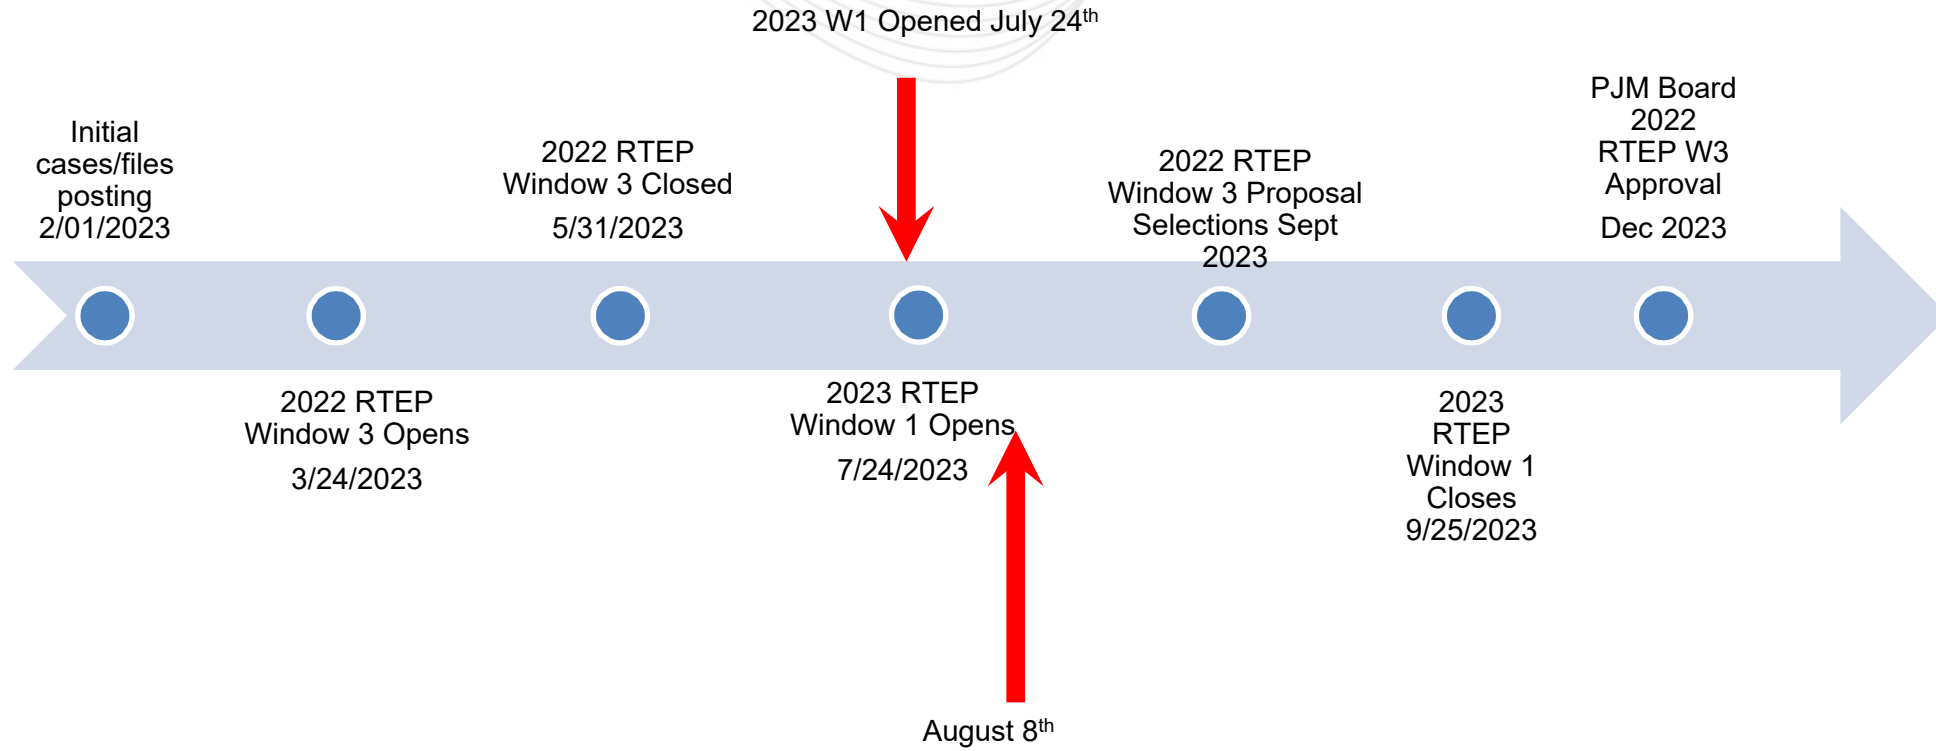 2023 W1 Opened July 24th
Initial
cases/files
posting
2/01/2023
2022 RTEP
Window 3 Opens
3/24/2023
2022 RTEP
Window 3 Closed
5/31/2023
2023 RTEP
Window 1 Opens
7/24/2023
2022 RTEP
Window 3 Proposal
Selections Sept
2023
2023
RTEP
Window 1
Closes
9/25/2023
PJM Board
2022
RTEP W3
Approval
Dec 2023
August 8th